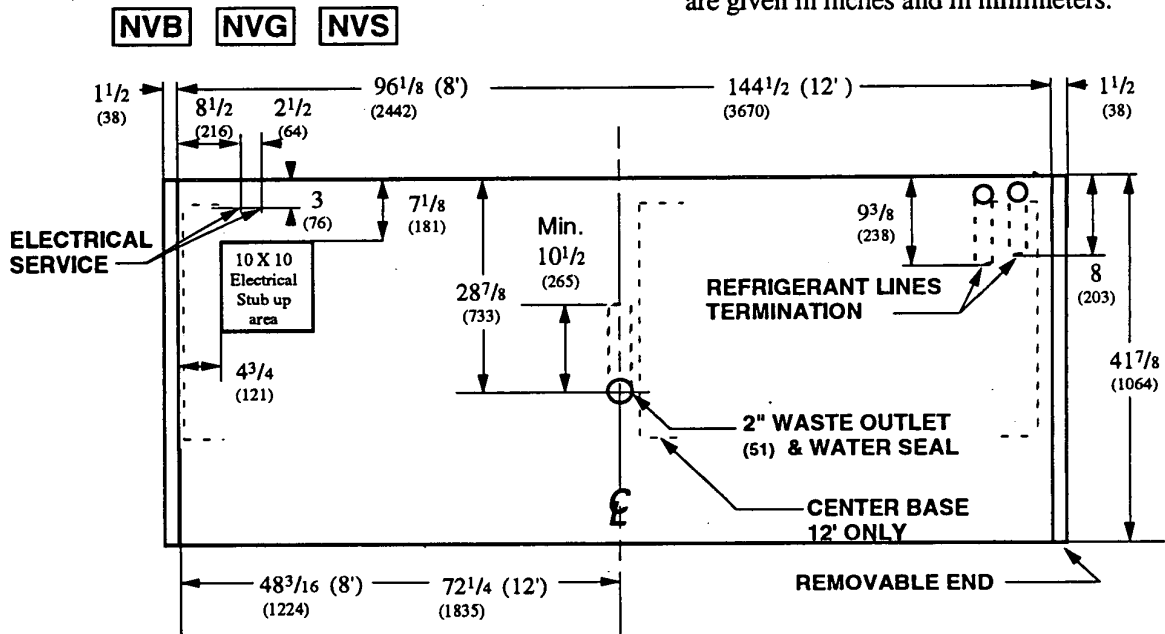 are given in inches and in millimeters.
NVB NVG NVS
1 1/2 (38)
96 1/8 (8') (2442)
144 1/2 (12') (3670)
1 1/2 (38)
8 1/2 (216)
2 1/2 (64)
3 (76)
7 1/8 (181)
ELECTRICAL
SERVICE
10 X 10
Electrical
Stub up
area
4 3/4 (121)
28 7/8 (733)
Min.
10 1/2
(265)
9 3/8 (238)
8 (203)
REFRIGERANT LINES
TERMINATION
41 7/8 (1064)
2" WASTE OUTLET
(51) & WATER SEAL
CL
CENTER BASE
12' ONLY
REMOVABLE END
48 3/16 (8') (1224)
72 1/4 (12') (1835)